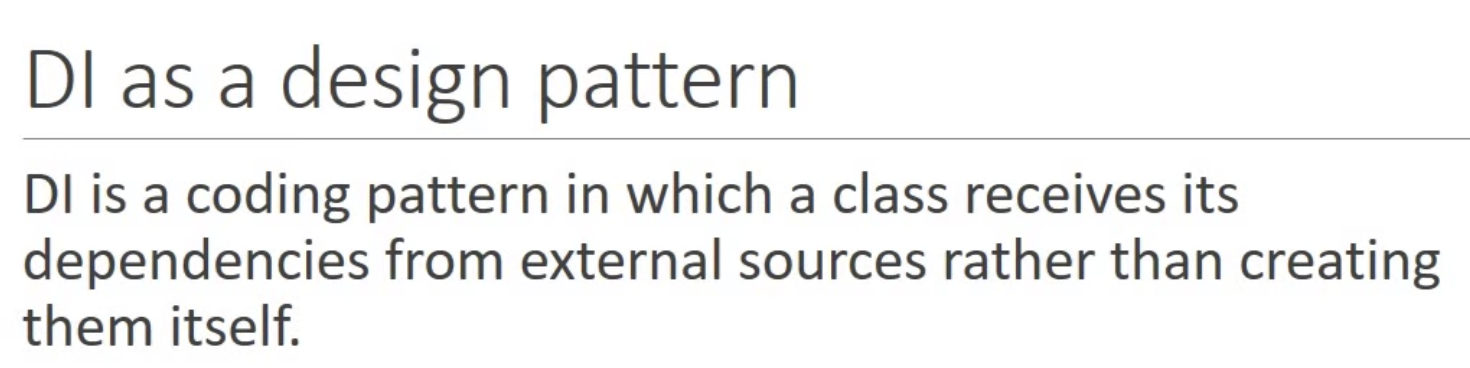 DI as a design pattern
DI is a coding pattern in which a class receives its
dependencies from external sources rather than creating
them itself.